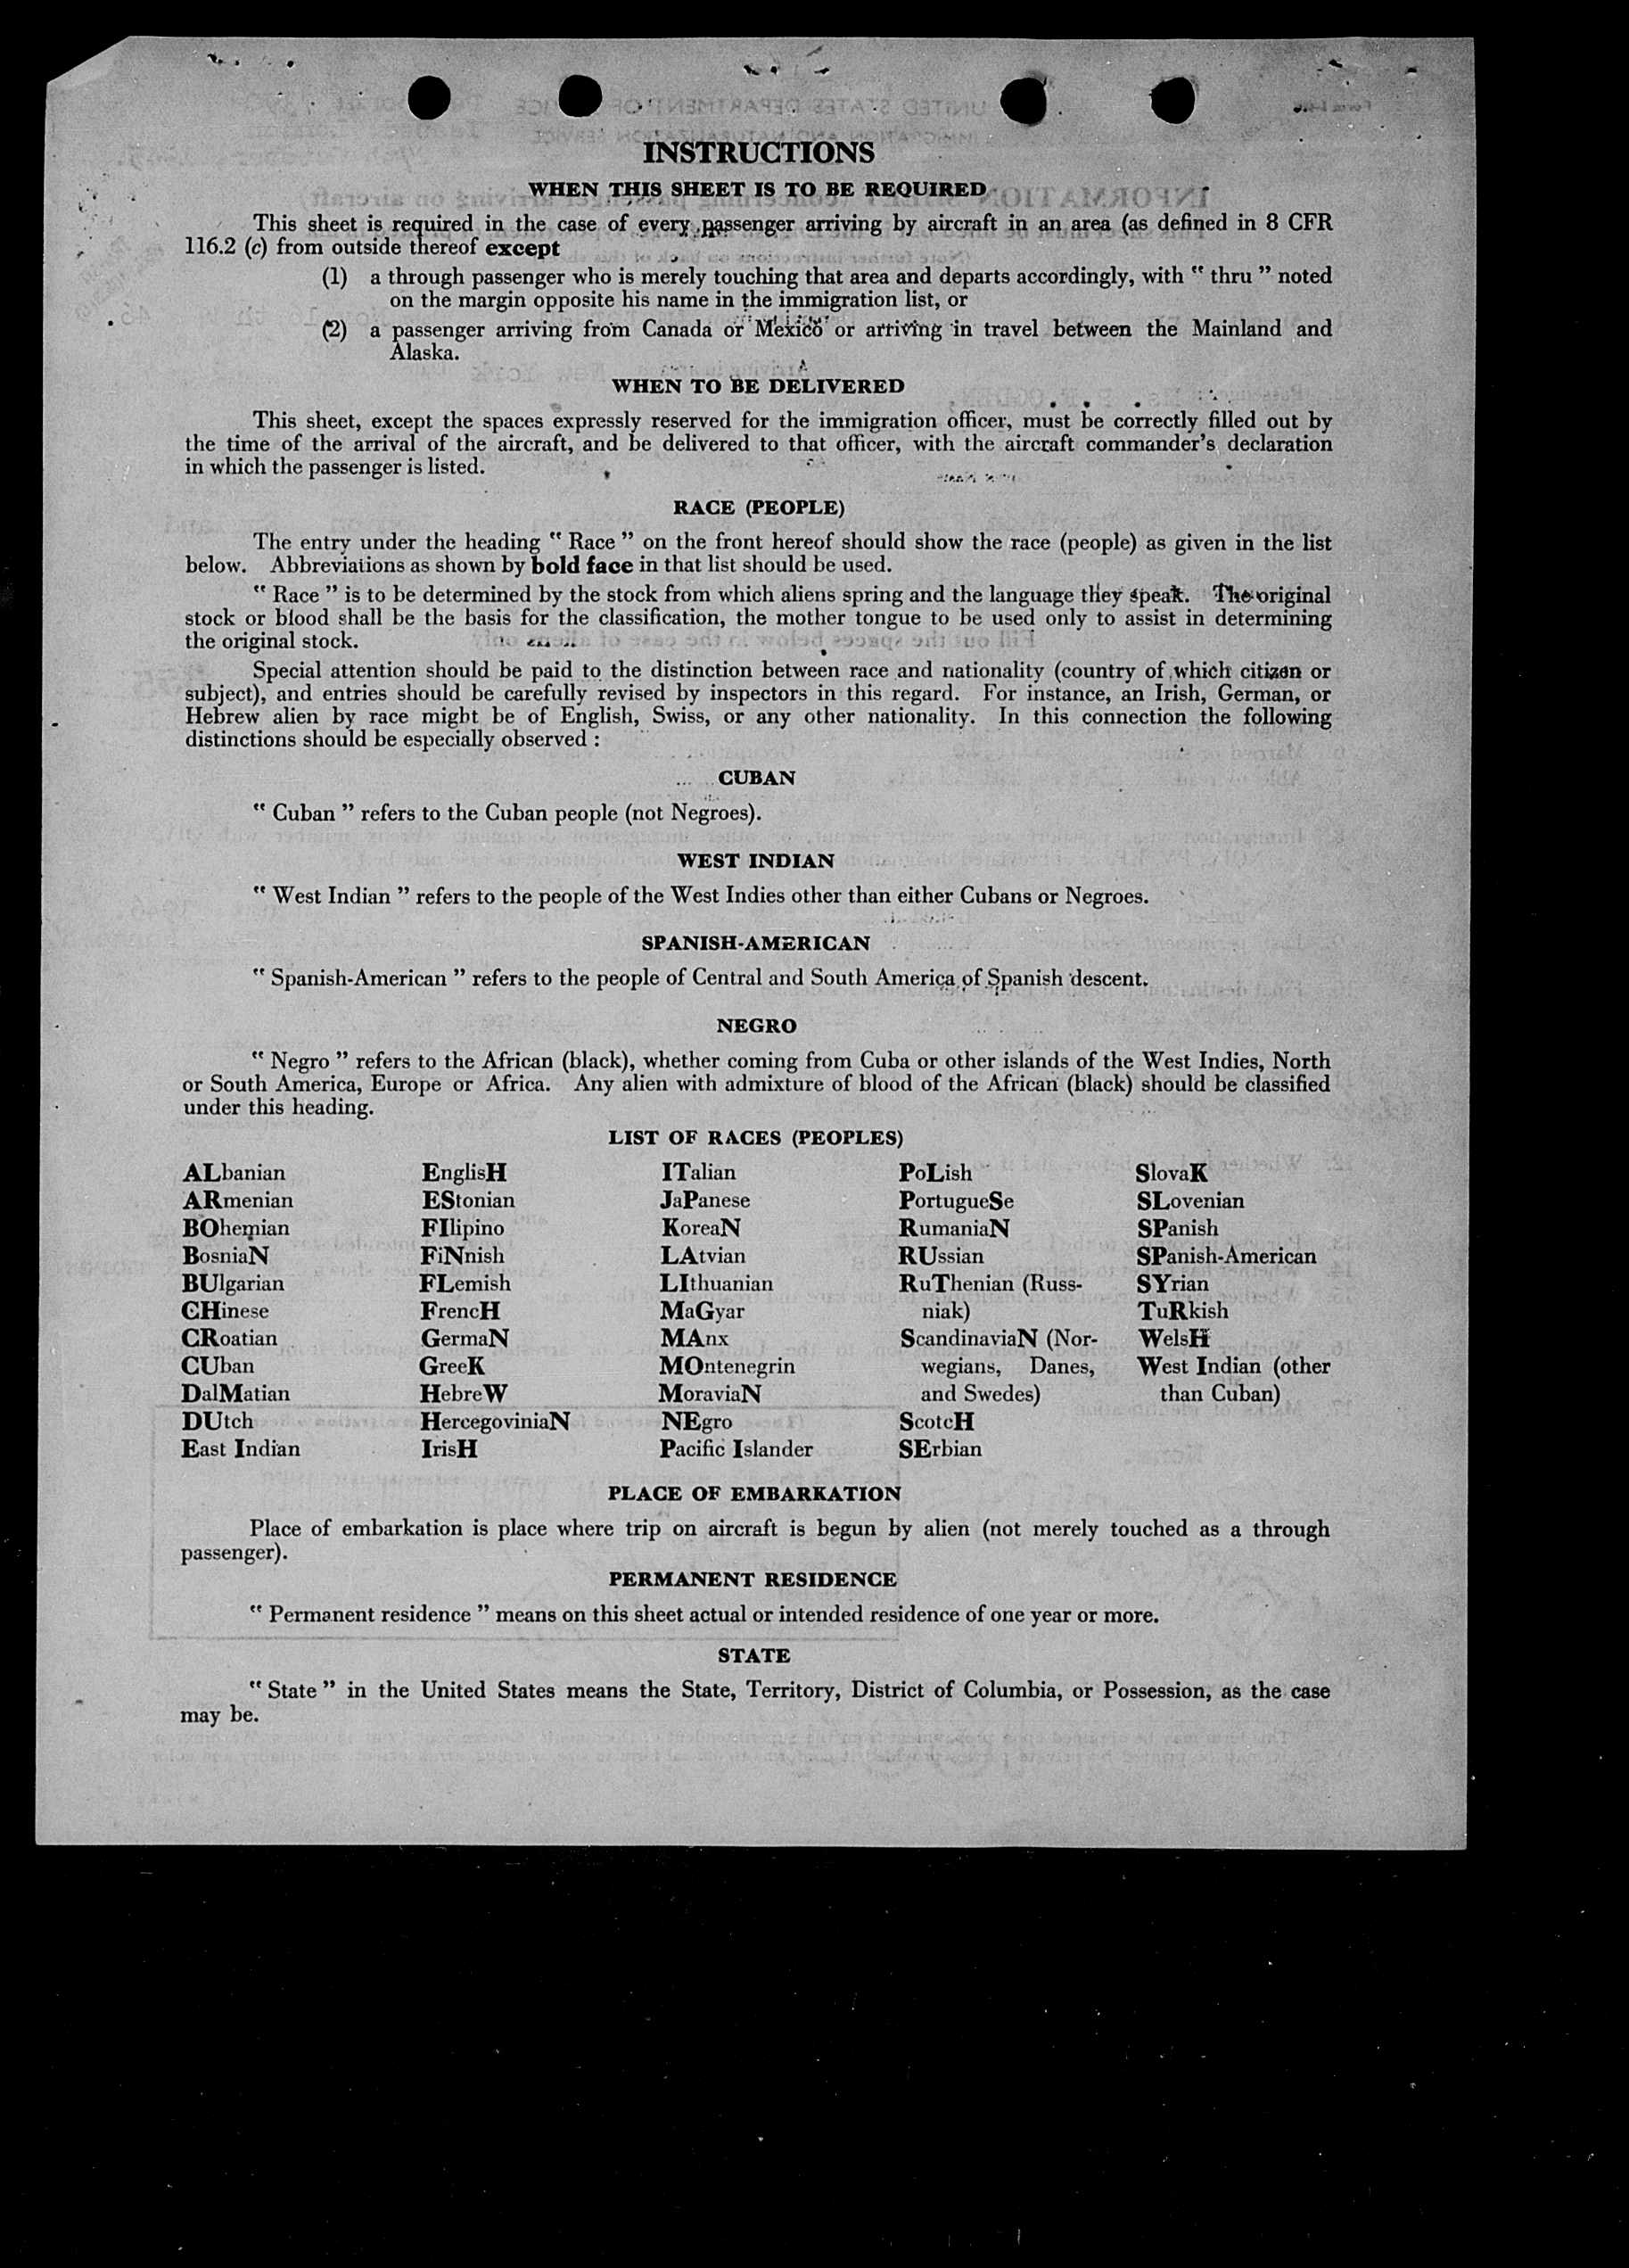 INSTRUCTIONS
WHEN THIS SHEET IS TO BE REQUIRED
This sheet is required in the case of every passenger arriving by aircraft in an area (as defined in 8 CFR
116.2 (c) from outside thereof except
(1) a through passenger who is merely touching that area and departs accordingly, with " thru " noted
on the margin opposite his name in the immigration list, or
(2) a passenger arriving from Canada or Mexico or arriving in travel between the Mainland and
Alaska.
WHEN TO BE DELIVERED
This sheet, except the spaces expressly reserved for the immigration officer, must be correctly filled out by
the time of the arrival of the aircraft, and be delivered to that officer, with the aircraft commander's declaration
in which the passenger is listed.
RACE (PEOPLE)
The entry under the heading " Race " on the front hereof should show the race (people) as given in the list
below. Abbreviations as shown by bold face in that list should be used.
" Race " is to be determined by the stock from which aliens spring and the language they speak. The original
stock or blood shall be the basis for the classification, the mother tongue to be used only to assist in determining
the original stock.
Special attention should be paid to the distinction between race and nationality (country of which citizen or
subject), and entries should be carefully revised by inspectors in this regard. For instance, an Irish, German, or
Hebrew alien by race might be of English, Swiss, or any other nationality. In this connection the following
distinctions should be especially observed :
CUBAN
" Cuban " refers to the Cuban people (not Negroes).
WEST INDIAN
" West Indian " refers to the people of the West Indies other than either Cubans or Negroes.
SPANISH-AMERICAN
" Spanish-American " refers to the people of Central and South America of Spanish descent.
NEGRO
" Negro " refers to the African (black), whether coming from Cuba or other islands of the West Indies, North
or South America, Europe or Africa. Any alien with admixture of blood of the African (black) should be classified
under this heading.
LIST OF RACES (PEOPLES)
ALbanian EnglisH ITalian PoLish SlovaK
ARmenian EStonian JaPanese PortugueSe SLovenian
BOhemian FIlipino KoreaN RumaniaN SPanish
BosniaN FiNnish LAtvian RUssian SPanish-American
BUlgarian FLemish LIthuanian RuThenian (Russ- SYrian
CHinese FrencH MaGyar niak) TuRkish
CRoatian GermaN MAnx ScandinaviaN (Nor- WelsH
CUban GreeK MOntenegrin wegians, Danes, West Indian (other
DalMatian HebreW MoraviaN and Swedes) than Cuban)
DUtch HercegoviniaN NEgro ScotcH
East Indian IrisH Pacific Islander SErbian
PLACE OF EMBARKATION
Place of embarkation is place where trip on aircraft is begun by alien (not merely touched as a through
passenger).
PERMANENT RESIDENCE
" Permanent residence " means on this sheet actual or intended residence of one year or more.
STATE
" State " in the United States means the State, Territory, District of Columbia, or Possession, as the case
may be.